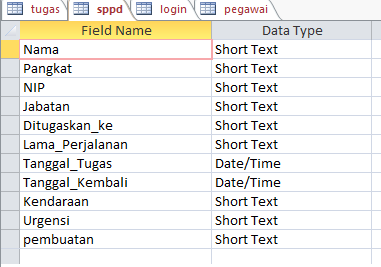 tugas sppd login pegawai
Field Name Data Type
Nama Short Text
Pangkat Short Text
NIP Short Text
Jabatan Short Text
Ditugaskan_ke Short Text
Lama_Perjalanan Short Text
Tanggal_Tugas Date/Time
Tanggal_Kembali Date/Time
Kendaraan Short Text
Urgensi Short Text
pembuatan Short Text